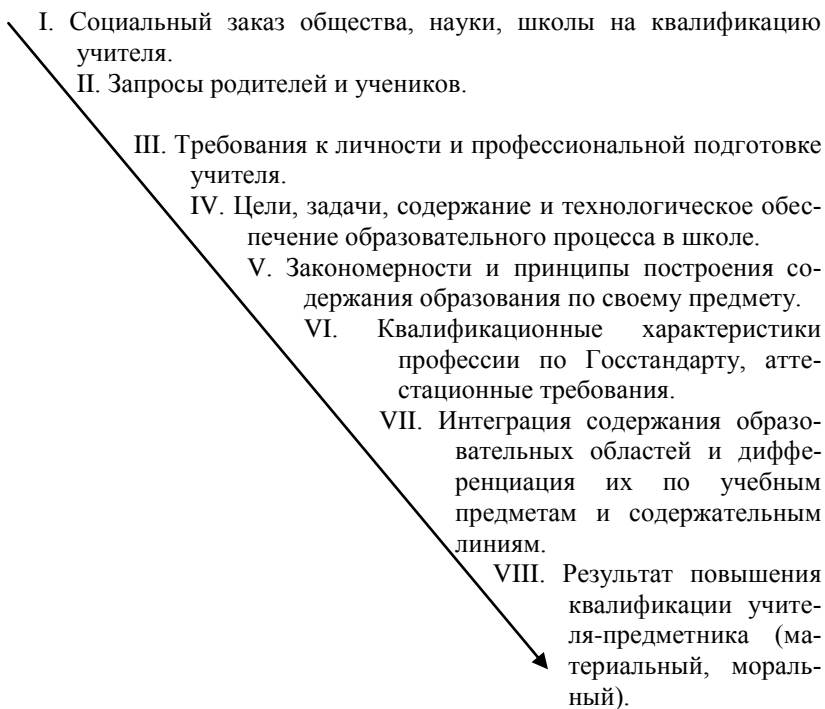 I. Социальный заказ общества, науки, школы на квалификацию
учителя.
II. Запросы родителей и учеников.
III. Требования к личности и профессиональной подготовке
учителя.
IV. Цели, задачи, содержание и технологическое обес-
печение образовательного процесса в школе.
V. Закономерности и принципы построения со-
держания образования по своему предмету.
VI. Квалификационные характеристики
профессии по Госстандарту, атте-
стационные требования.
VII. Интеграция содержания образо-
вательных областей и диффе-
ренциация их по учебным
предметам и содержательным
линиям.
VIII. Результат повышения
квалификации учите-
ля-предметника (ма-
териальный, мораль-
ный).